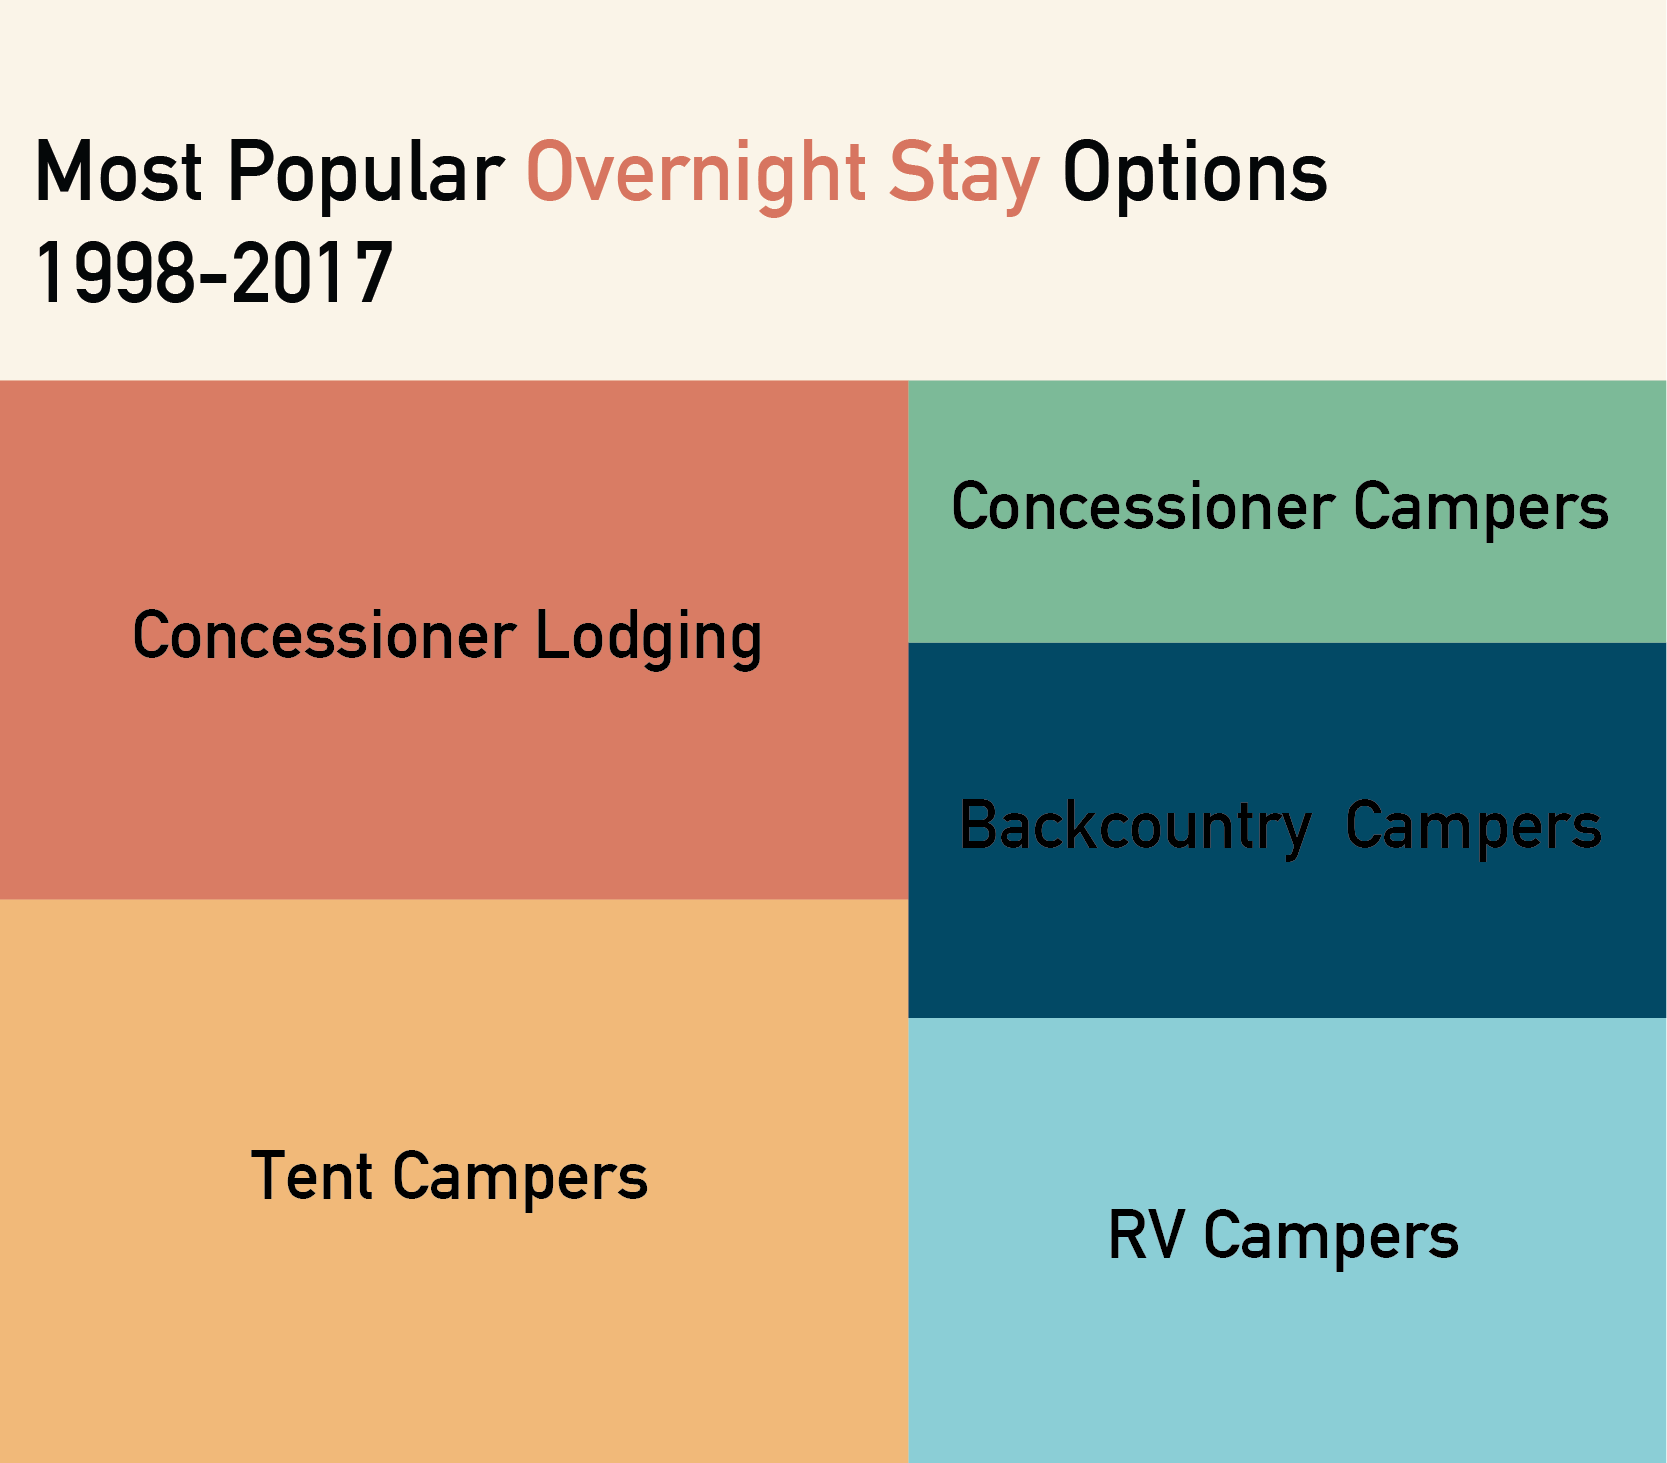 Most Popular Overnight Stay Options
1998-2017
Concessioner Lodging
Tent Campers
Concessioner Campers
Backcountry  Campers
RV Campers